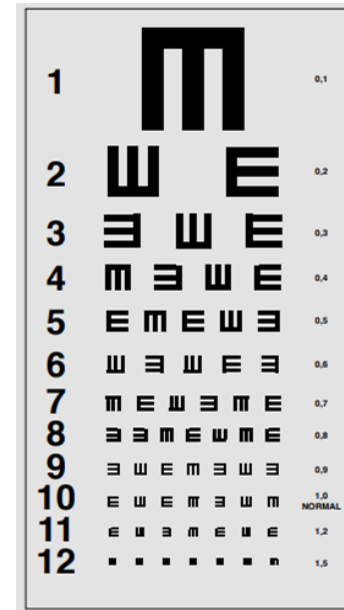 1 M 0,1
2 Ш E 0,2
3 Ǝ Ш E 0,3
4 M Ǝ Ш E 0,4
5 E M E Ш Ǝ 0,5
6 Ш Ǝ Ш E Ǝ 0,6
7 M E Ш Ǝ M E 0,7
8 Ǝ Ǝ M E Ш M E 0,8
9 Ǝ Ш E M Ǝ Ш Ǝ 0,9
10 E Ш E M Ǝ Ш M 1,0
NORMAL
11 E Ш Ǝ M E Ш E 1,2
12 1,5